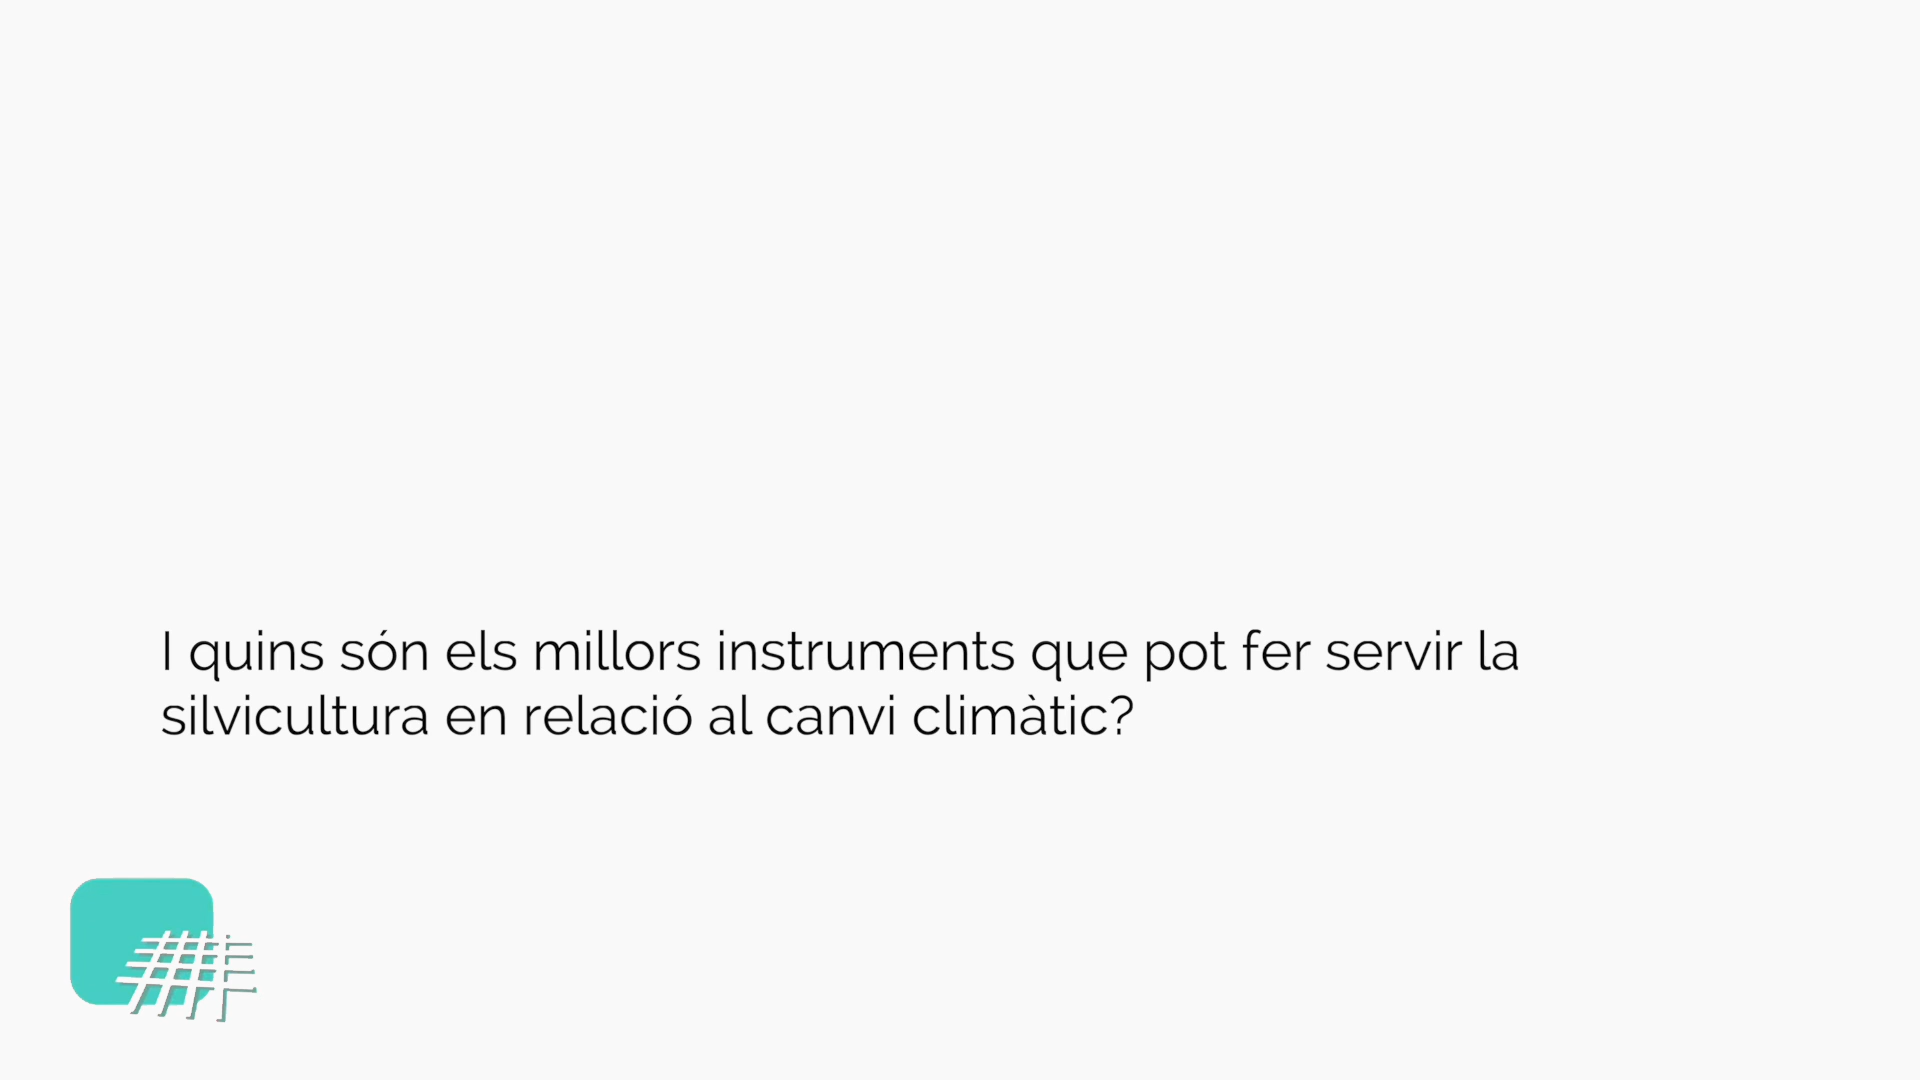 I quins són els millors instruments que pot fer servir la
silvicultura en relació al canvi climàtic?